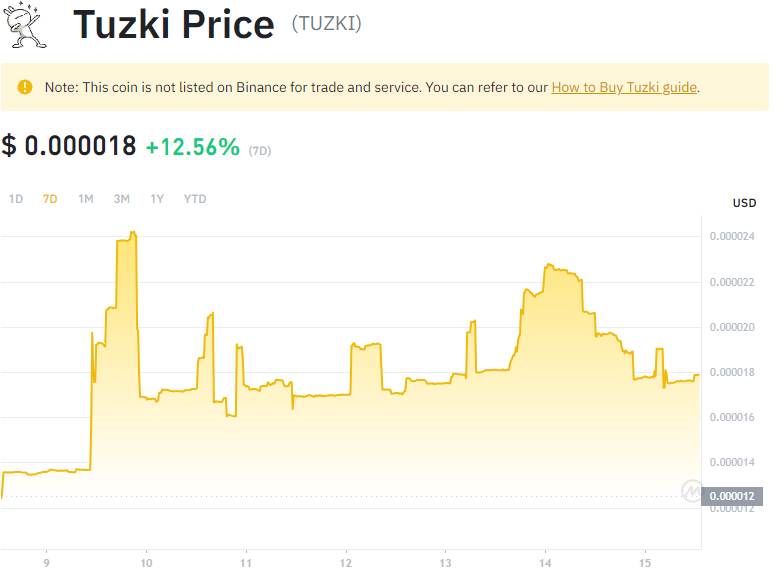 Tuzki Price (TUZKI)
Note: This coin is not listed on Binance for trade and service. You can refer to our How to Buy Tuzki guide.
$ 0.000018 +12.56% (7D)
1D 7D 1M 3M 1Y YTD
USD
0.000024
0.000022
0.000020
0.000018
0.000016
0.000014
0.000012
0.000012
9 10 11 12 13 14 15